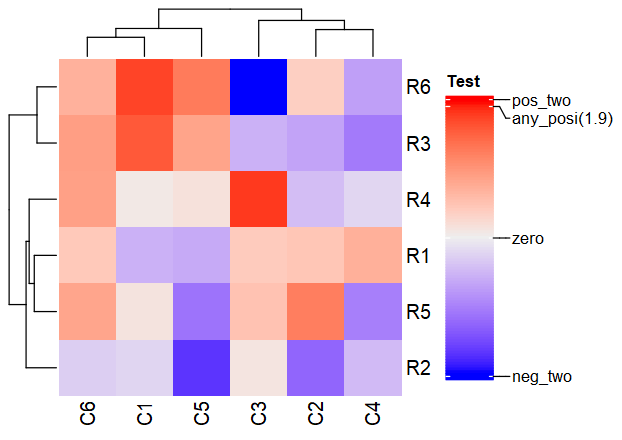 Test
pos_two
any_posi(1.9)
zero
neg_two
R6
R3
R4
R1
R5
R2
C6
C1
C5
C3
C2
C4